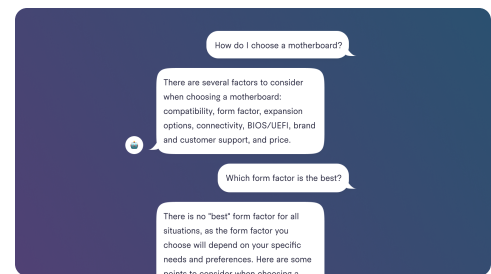 How do I choose a motherboard?
There are several factors to consider
when choosing a motherboard:
compatibility, form factor, expansion
options, connectivity, BIOS/UEFI, brand
and customer support, and price.
Which form factor is the best?
There is no "best" form factor for all
situations, as the form factor you
choose will depend on your specific
needs and preferences. Here are some
points to consider when choosing a